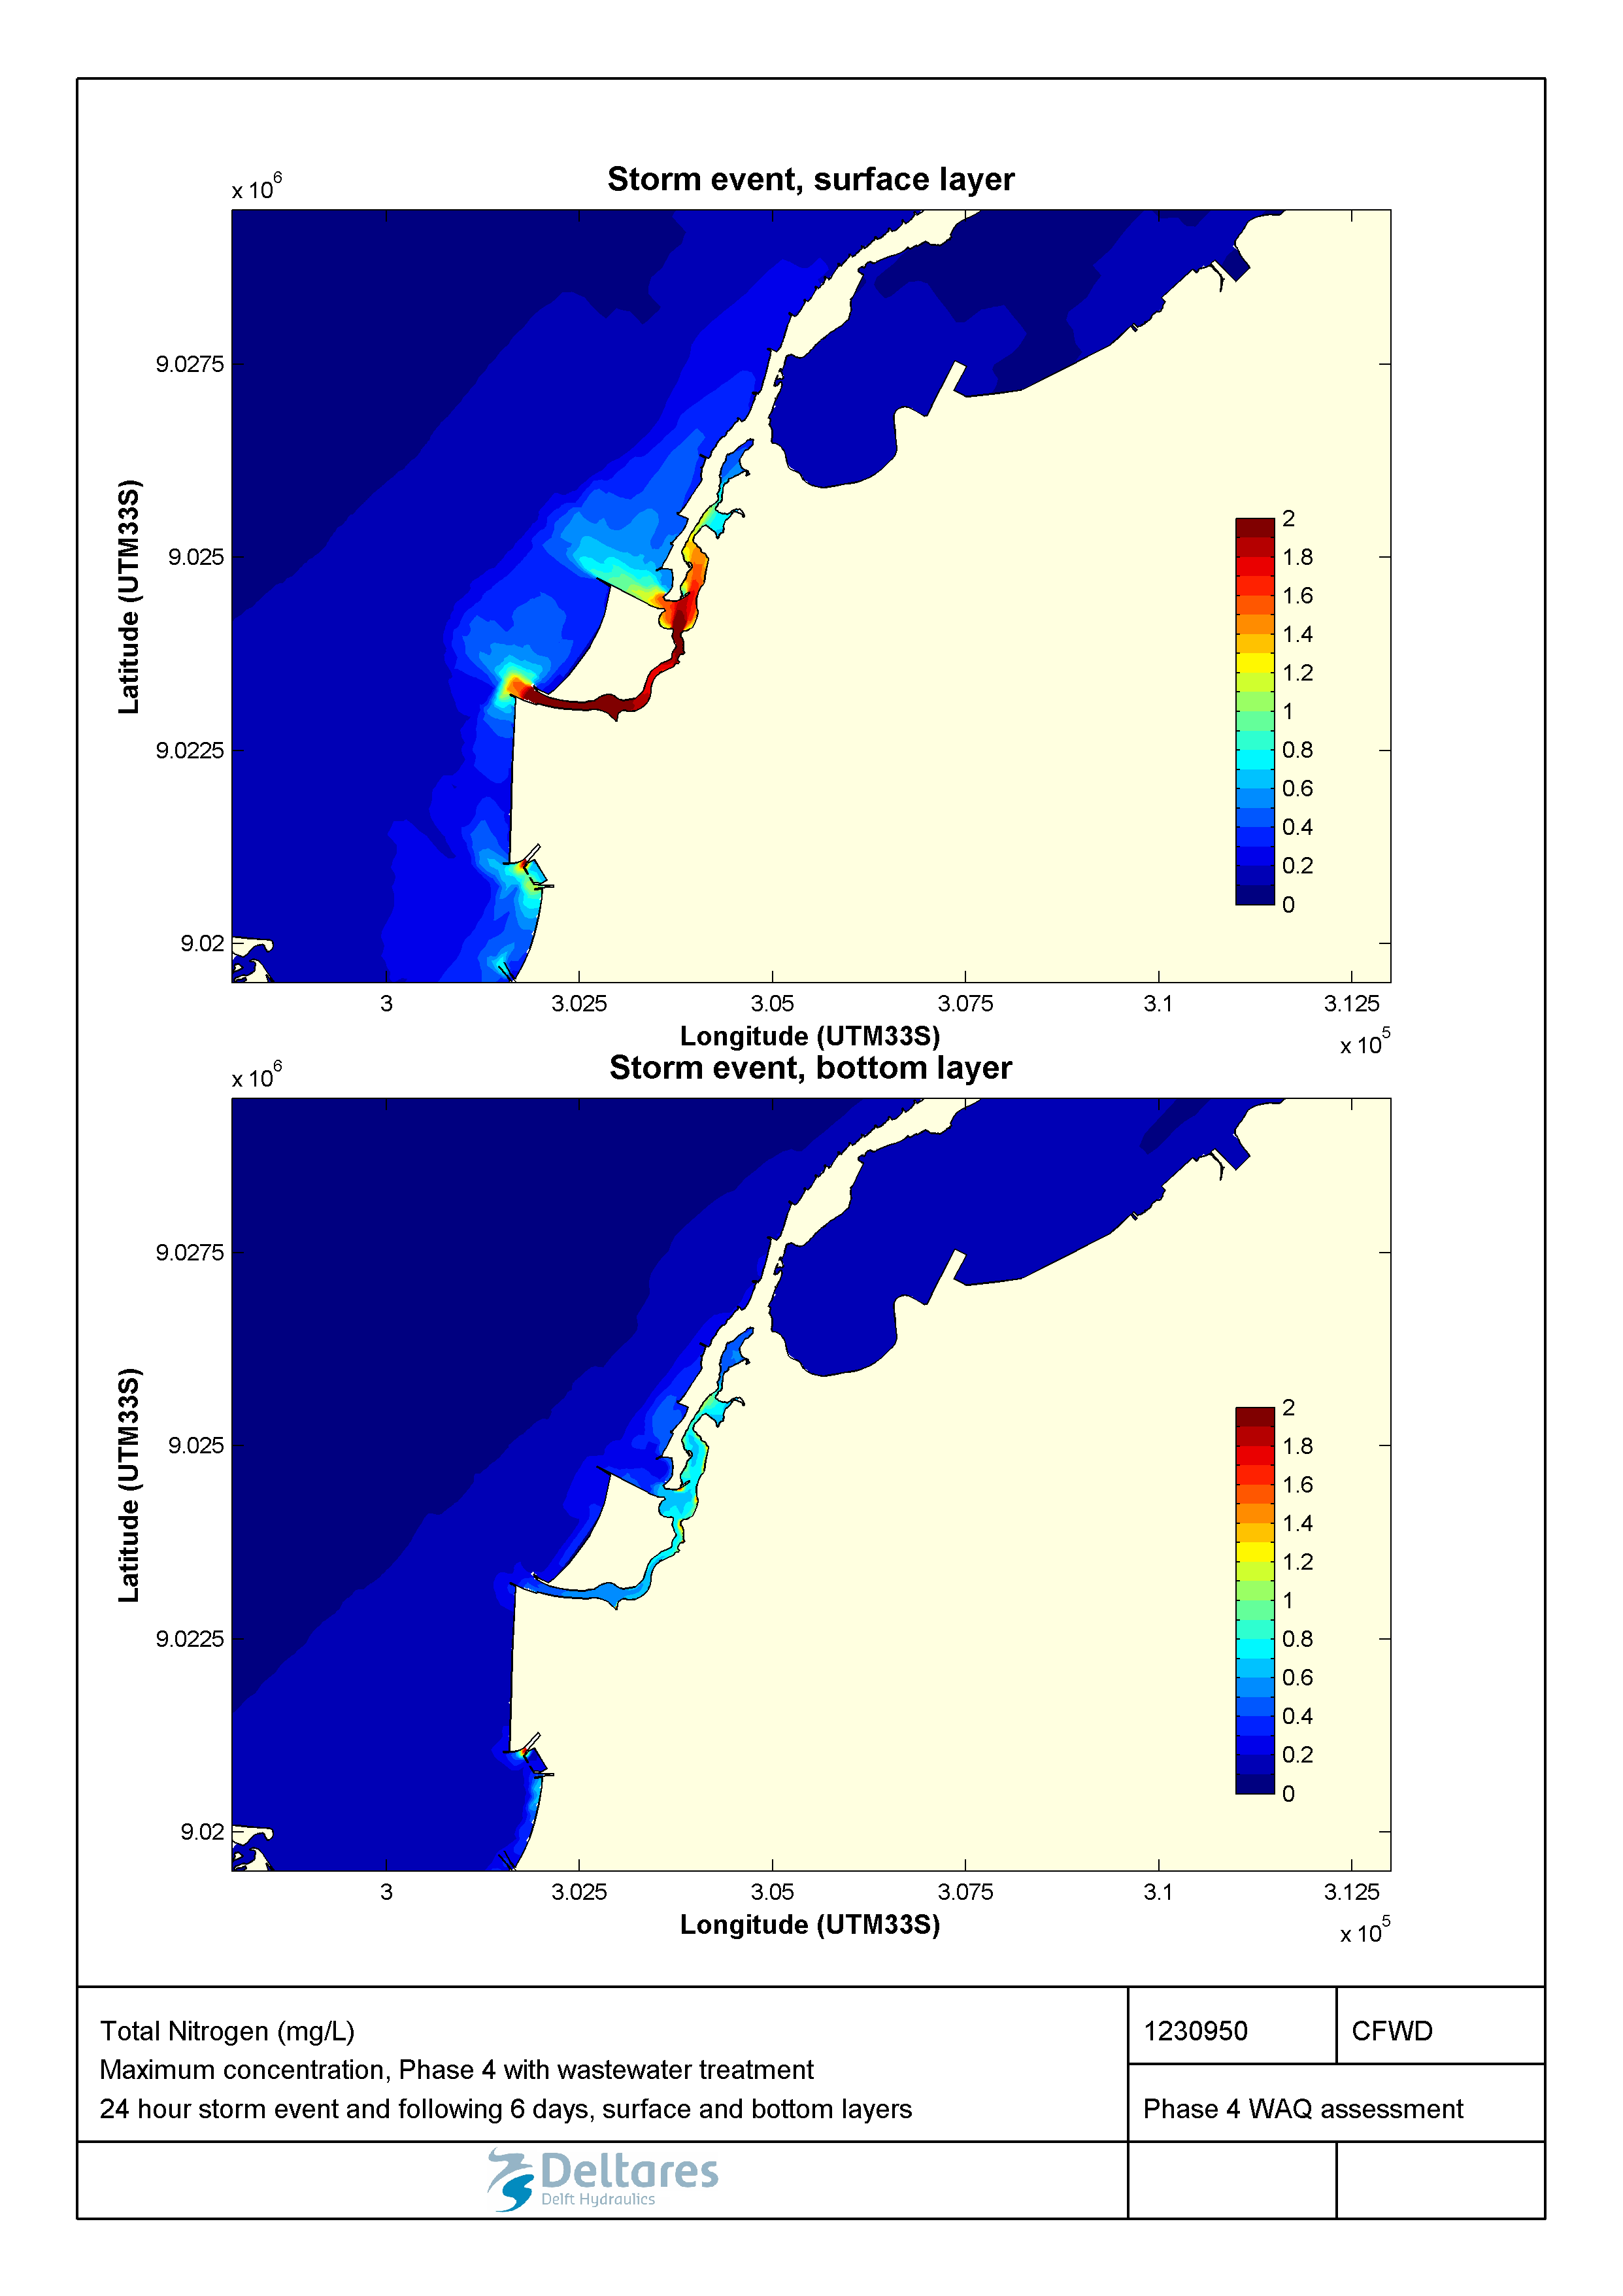 Storm event, surface layer
x 10^6
9.0275
9.025
9.0225
9.02
Latitude (UTM33S)
2
1.8
1.6
1.4
1.2
1
0.8
0.6
0.4
0.2
0
3 3.025 3.05 3.075 3.1 3.125
Longitude (UTM33S)
x 10^5
Storm event, bottom layer
x 10^6
9.0275
9.025
9.0225
9.02
Latitude (UTM33S)
2
1.8
1.6
1.4
1.2
1
0.8
0.6
0.4
0.2
0
3 3.025 3.05 3.075 3.1 3.125
Longitude (UTM33S)
x 10^5
Total Nitrogen (mg/L)
Maximum concentration, Phase 4 with wastewater treatment
24 hour storm event and following 6 days, surface and bottom layers
1230950
CFWD
Phase 4 WAQ assessment
Deltares
Delft Hydraulics